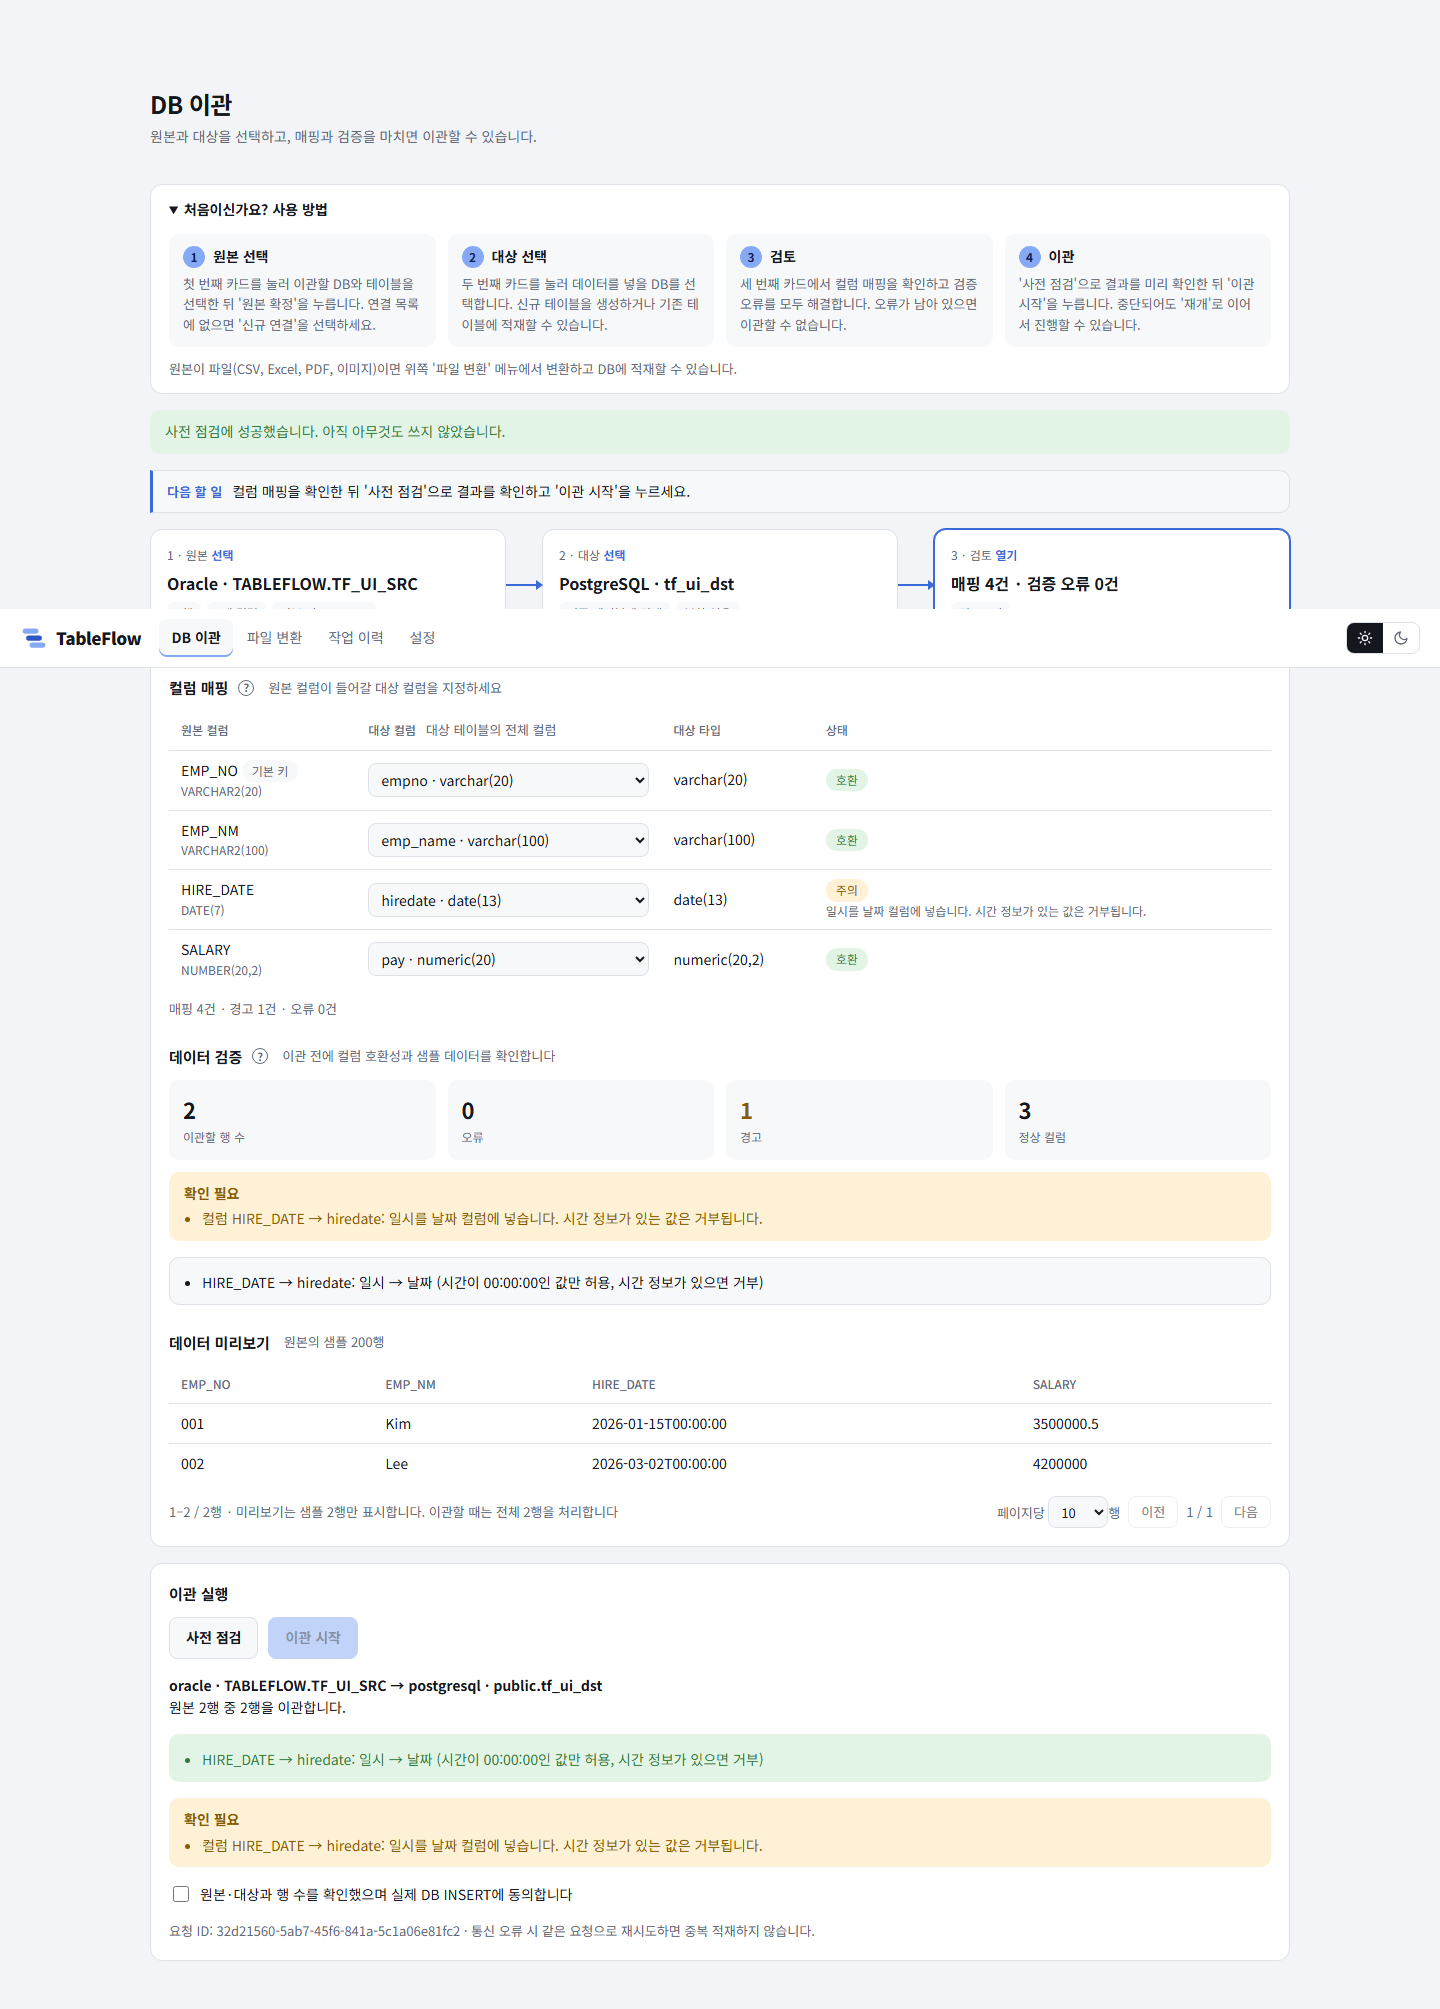 DB 이관
원본과 대상을 선택하고, 매핑과 검증을 마치면 이관할 수 있습니다.
▼ 처음이신가요? 사용 방법
1 원본 선택
첫 번째 카드를 눌러 이관할 DB와 테이블을
선택한 뒤 '원본 확정'을 누릅니다. 연결 목록
에 없으면 '신규 연결'을 선택하세요.
2 대상 선택
두 번째 카드를 눌러 데이터를 넣을 DB를 선
택합니다. 신규 테이블을 생성하거나 기존 테
이블에 적재할 수 있습니다.
3 검토
세 번째 카드에서 컬럼 매핑을 확인하고 검증
오류를 모두 해결합니다. 오류가 남아 있으면
이관할 수 없습니다.
4 이관
'사전 점검'으로 결과를 미리 확인한 뒤 '이관
시작'을 누릅니다. 중단되어도 '재개'로 이어
서 진행할 수 있습니다.
원본이 파일(CSV, Excel, PDF, 이미지)이면 위쪽 '파일 변환' 메뉴에서 변환하고 DB에 적재할 수 있습니다.
사전 점검에 성공했습니다. 아직 아무것도 쓰지 않았습니다.
다음 할 일 컬럼 매핑을 확인한 뒤 '사전 점검'으로 결과를 확인하고 '이관 시작'을 누르세요.
1 · 원본 선택
Oracle · TABLEFLOW.TF_UI_SRC
2 · 대상 선택
PostgreSQL · tf_ui_dst
3 · 검토 열기
매핑 4건 · 검증 오류 0건
TableFlow DB 이관 파일 변환 작업 이력 설정
컬럼 매핑 ? 원본 컬럼이 들어갈 대상 컬럼을 지정하세요
원본 컬럼 대상 컬럼 대상 테이블의 전체 컬럼 대상 타입 상태
EMP_NO 기본 키
VARCHAR2(20)
empno · varchar(20) varchar(20) 호환
EMP_NM
VARCHAR2(100)
emp_name · varchar(100) varchar(100) 호환
HIRE_DATE
DATE(7)
hiredate · date(13) date(13) 주의
일시를 날짜 컬럼에 넣습니다. 시간 정보가 있는 값은 거부됩니다.
SALARY
NUMBER(20,2)
pay · numeric(20) numeric(20,2) 호환
매핑 4건 · 경고 1건 · 오류 0건
데이터 검증 ? 이관 전에 컬럼 호환성과 샘플 데이터를 확인합니다
2
이관할 행 수
0
오류
1
경고
3
정상 컬럼
확인 필요
• 컬럼 HIRE_DATE → hiredate: 일시를 날짜 컬럼에 넣습니다. 시간 정보가 있는 값은 거부됩니다.
• HIRE_DATE → hiredate: 일시 → 날짜 (시간이 00:00:00인 값만 허용, 시간 정보가 있으면 거부)
데이터 미리보기 원본의 샘플 200행
EMP_NO EMP_NM HIRE_DATE SALARY
001 Kim 2026-01-15T00:00:00 3500000.5
002 Lee 2026-03-02T00:00:00 4200000
1–2 / 2행 · 미리보기는 샘플 2행만 표시합니다. 이관할 때는 전체 2행을 처리합니다
페이지당 10 행 이전 1 / 1 다음
이관 실행
사전 점검 이관 시작
oracle · TABLEFLOW.TF_UI_SRC → postgresql · public.tf_ui_dst
원본 2행 중 2행을 이관합니다.
• HIRE_DATE → hiredate: 일시 → 날짜 (시간이 00:00:00인 값만 허용, 시간 정보가 있으면 거부)
확인 필요
• 컬럼 HIRE_DATE → hiredate: 일시를 날짜 컬럼에 넣습니다. 시간 정보가 있는 값은 거부됩니다.
원본·대상과 행 수를 확인했으며 실제 DB INSERT에 동의합니다
요청 ID: 32d21560-5ab7-45f6-841a-5c1a06e81fc2 · 통신 오류 시 같은 요청으로 재시도하면 중복 적재하지 않습니다.